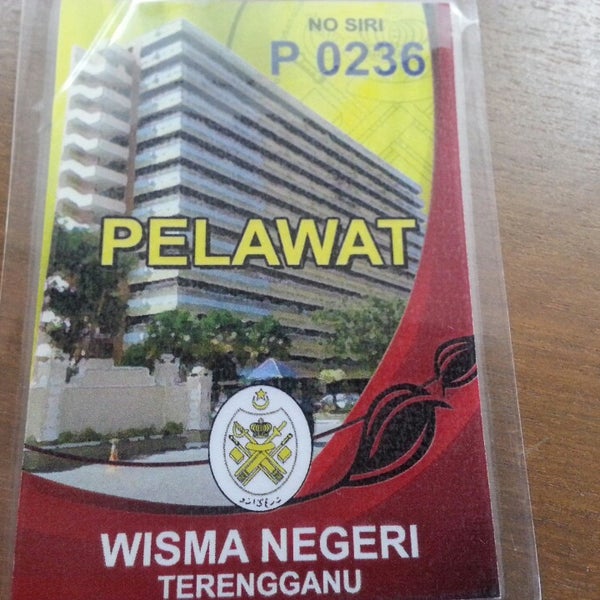 NO SIRI
P 0236
PELAWAT
WISMA NEGERI
TERENGGANU